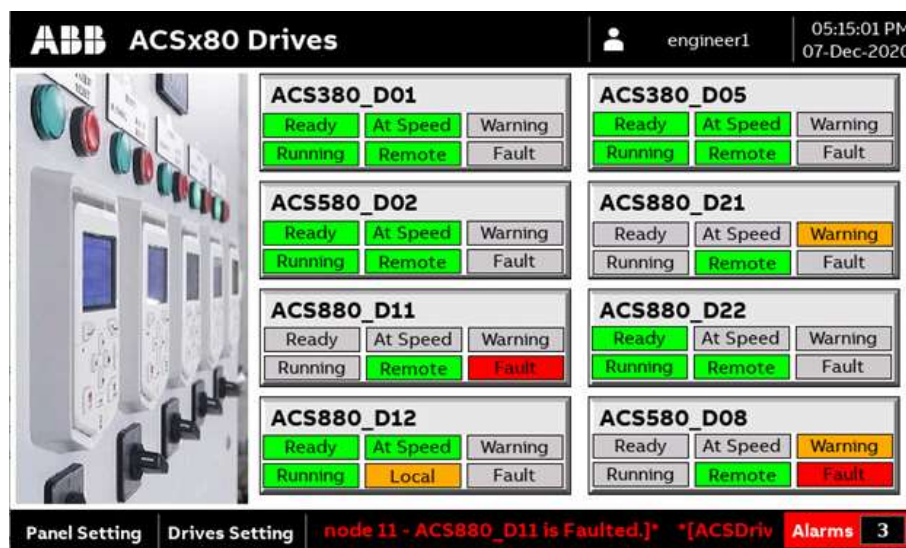 ABB ACSx80 Drives
engineer1
05:15:01 PM
07-Dec-2020
ACS380_D01
Ready At Speed Warning
Running Remote Fault
ACS380_D05
Ready At Speed Warning
Running Remote Fault
ACS580_D02
Ready At Speed Warning
Running Remote Fault
ACS880_D21
Ready At Speed Warning
Running Remote Fault
ACS880_D11
Ready At Speed Warning
Running Remote Fault
ACS880_D22
Ready At Speed Warning
Running Remote Fault
ACS880_D12
Ready At Speed Warning
Running Local Fault
ACS580_D08
Ready At Speed Warning
Running Remote Fault
Panel Setting Drives Setting node 11 - ACS880_D11 is Faulted.]* *[ACSDriv Alarms 3